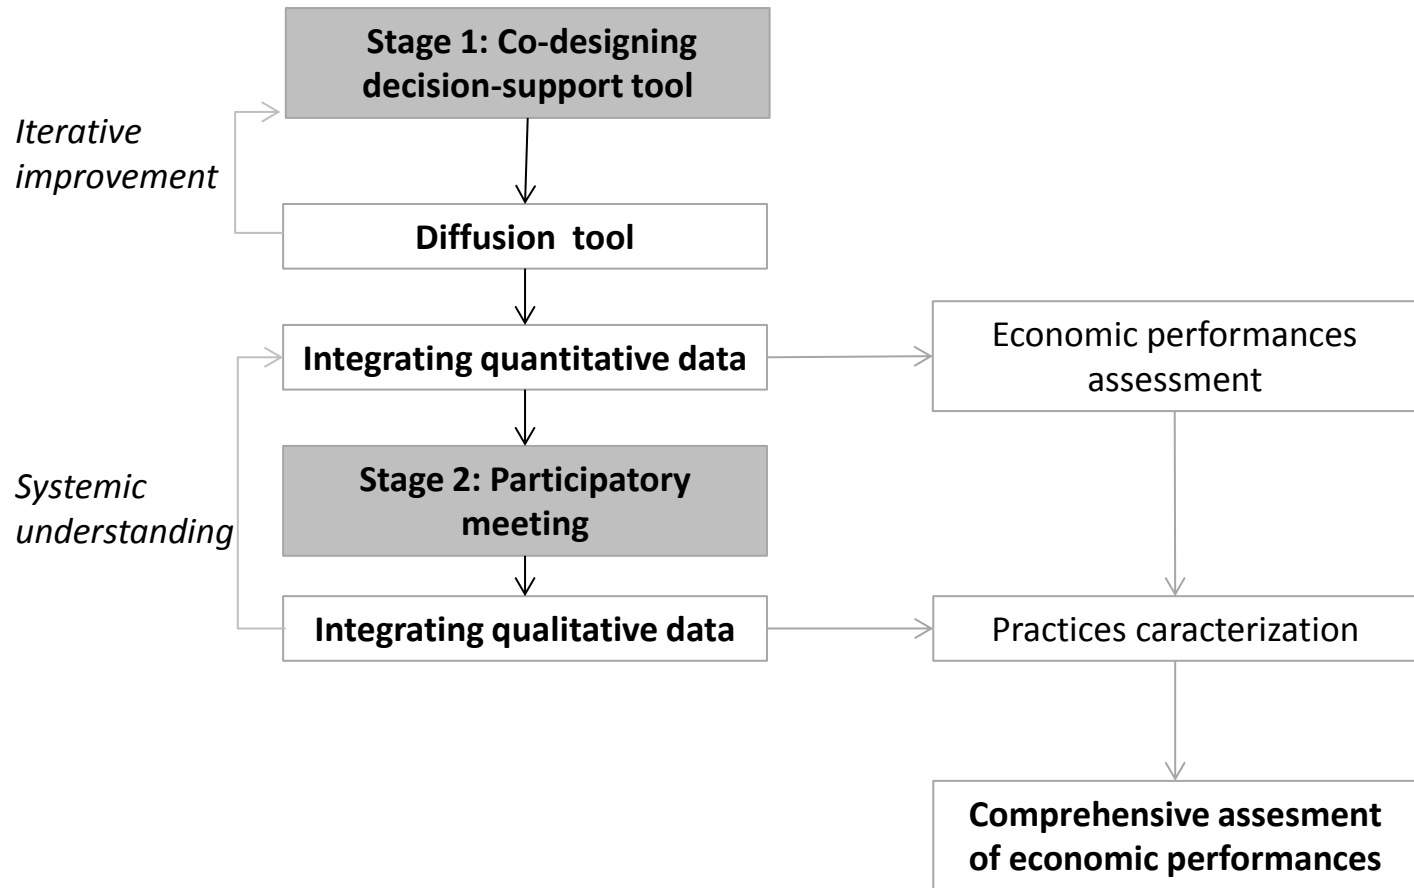 Stage 1: Co-designing
decision-support tool
Iterative
improvement
Diffusion  tool
Integrating quantitative data
Economic performances
assessment
Systemic
understanding
Stage 2: Participatory
meeting
Integrating qualitative data
Practices caracterization
Comprehensive assesment
of economic performances